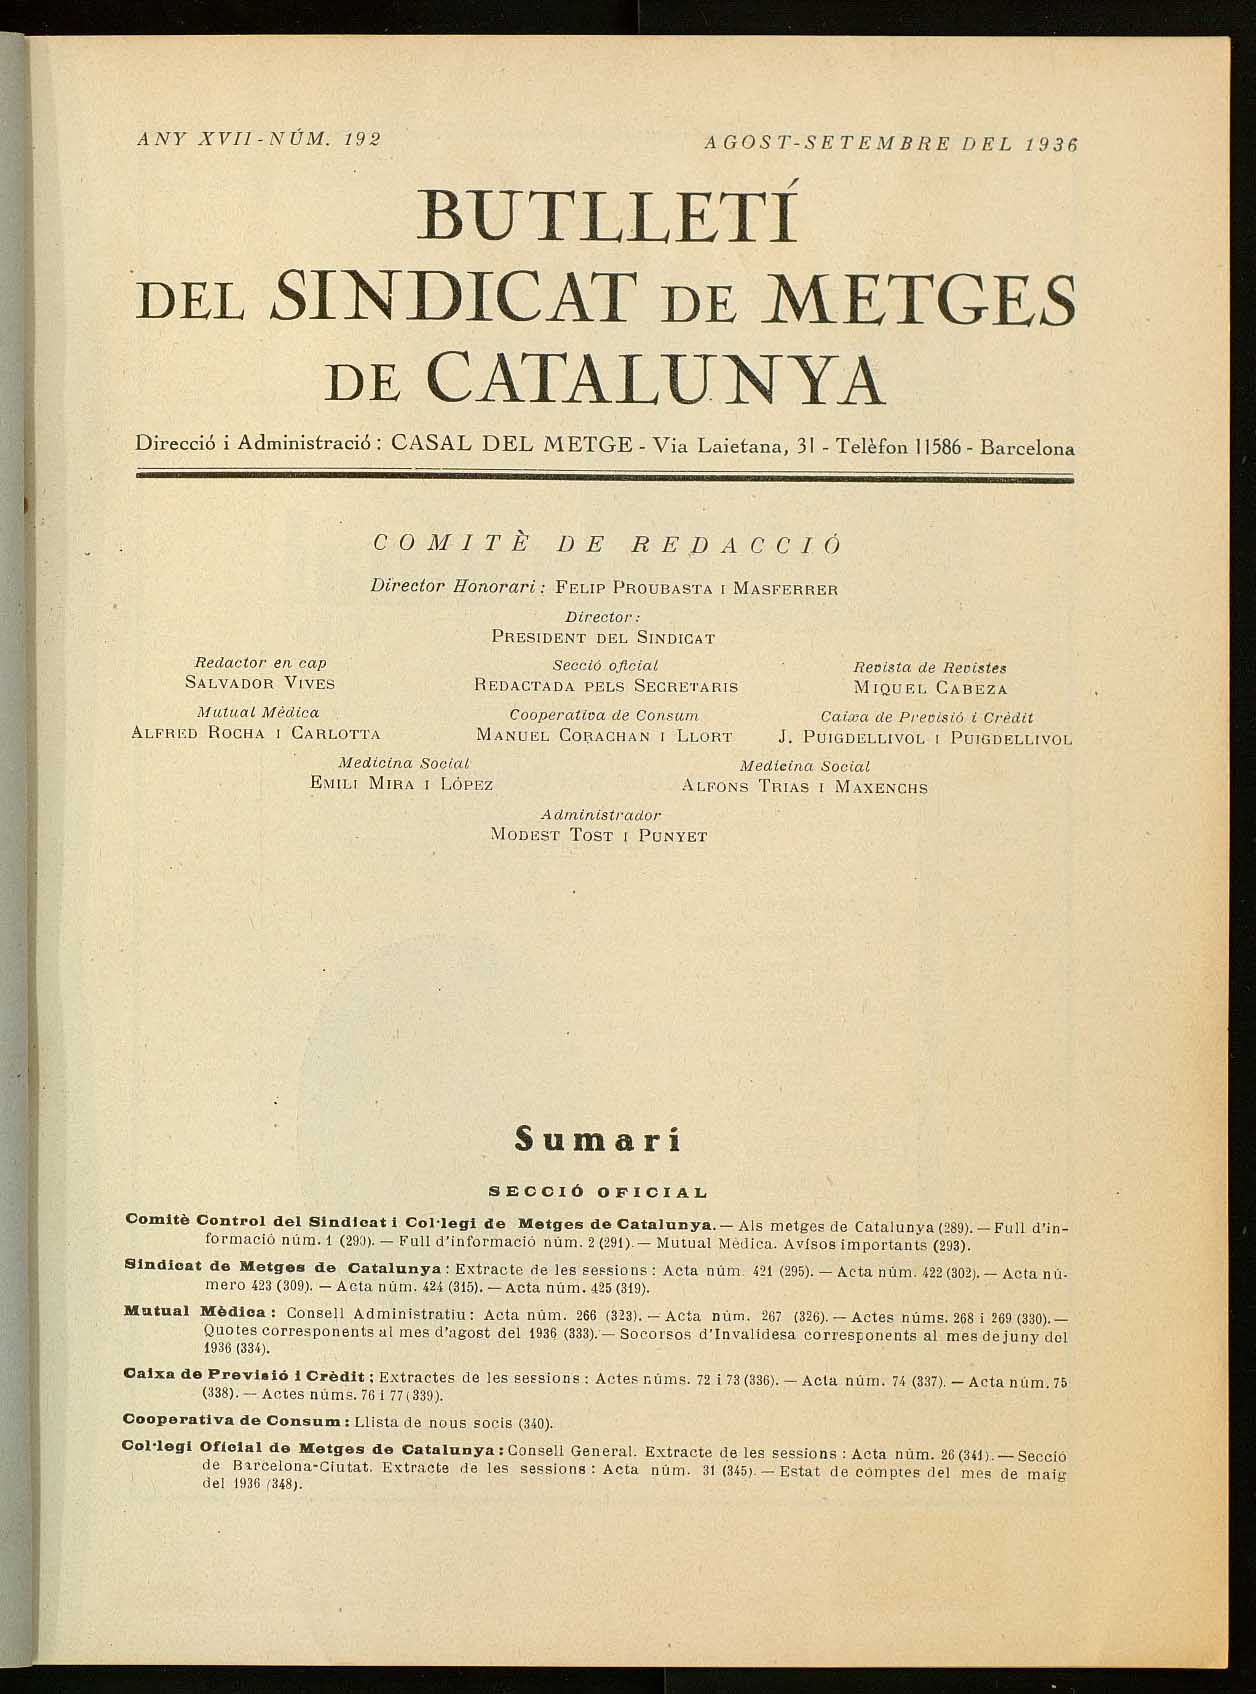 ANY XVII-NÚM. 192
AGOST-SETEMBRE DEL 1936
BUTLLETÍ
DEL SINDICAT DE METGES
DE CATALUNYA
Direcció i Administració: CASAL DEL METGE - Via Laietana, 31 - Telèfon 11586 - Barcelona
COMITÈ DE REDACCIÓ
Director Honorari: FELIP PROUBASTA I MASFERRER
Director:
PRESIDENT DEL SINDICAT
Redactor en cap
SALVADOR VIVES
Secció oficial
REDACTADA PELS SECRETARIS
Revista de Revistes
MIQUEL CABEZA
Mutual Mèdica
ALFRED ROCHA I CARLOTTA
Cooperativa de Consum
MANUEL CORACHAN I LLORT
Caixa de Previsió i Crèdit
J. PUIGDELLIVOL I PUIGDELLIVOL
Medicina Social
EMILI MIRA I LÓPEZ
Medicina Social
ALFONS TRIAS I MAXENCHS
Administrador
MODEST TOST I PUNYET
Sumari
SECCIÓ OFICIAL
Comitè Control del Sindicat i Col·legi de Metges de Catalunya. — Als metges de Catalunya (289). — Full d'in-
formació núm. 1 (290). — Full d'informació núm. 2 (291). — Mutual Mèdica. Avisos importants (293).
Sindicat de Metges de Catalunya: Extracte de les sessions: Acta núm. 421 (295). — Acta núm. 422 (302). — Acta nú-
mero 423 (309). — Acta núm. 424 (315). — Acta núm. 425 (319).
Mutual Mèdica: Consell Administratiu: Acta núm. 266 (323). — Acta núm. 267 (326). — Actes núms. 268 i 269 (330). —
Quotes corresponents al mes d'agost del 1936 (333). — Socorsos d'Invalidesa corresponents al mes de juny del
1936 (334).
Caixa de Previsió i Crèdit: Extractes de les sessions: Actes núms. 72 i 73 (336). — Acta núm. 74 (337). — Acta núm. 75
(338). — Actes núms. 76 i 77 (339).
Cooperativa de Consum: Llista de nous socis (340).
Col·legi Oficial de Metges de Catalunya: Consell General. Extracte de les sessions: Acta núm. 26 (341). — Secció
de Barcelona-Ciutat. Extracte de les sessions: Acta núm. 31 (345). — Estat de comptes del mes de maig
del 1936 (348).